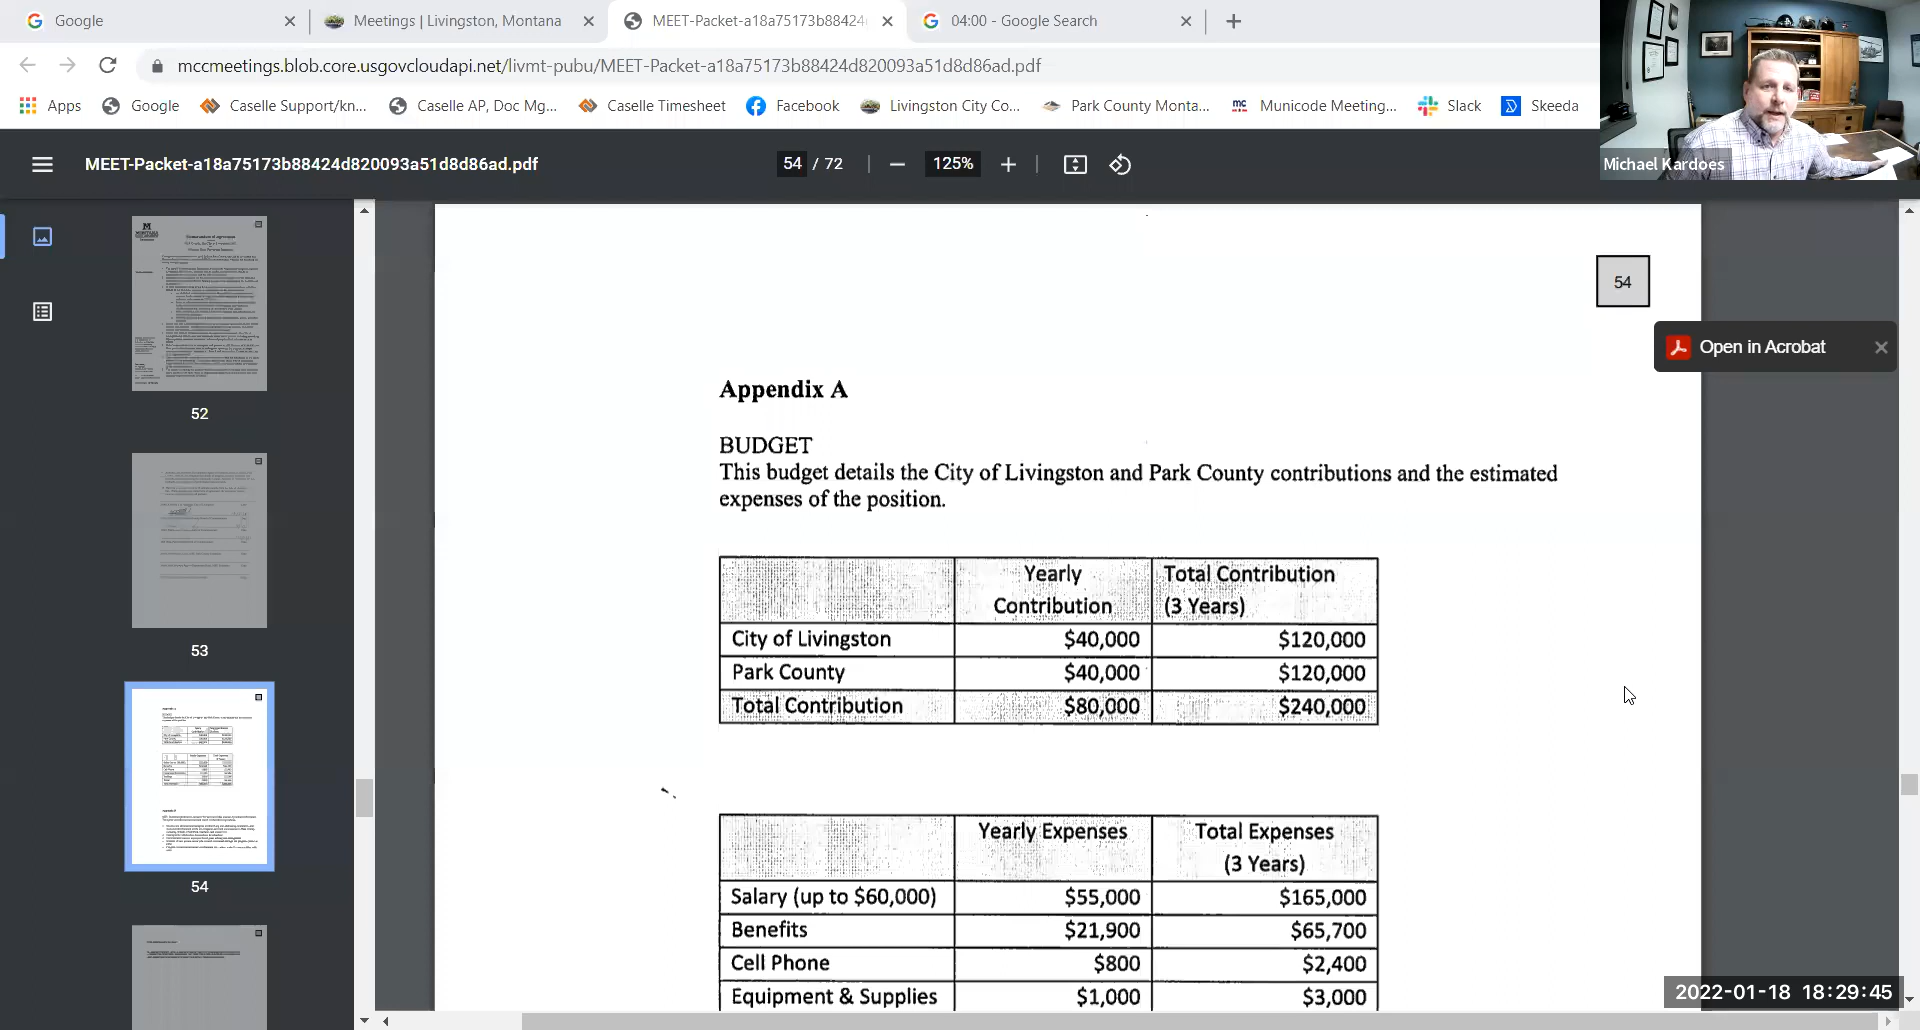 Google
Meetings | Livingston, Montana
MEET-Packet-a18a75173b88424
04:00 - Google Search
mccmeetings.blob.core.usgovcloudapi.net/livmt-pubu/MEET-Packet-a18a75173b88424d820093a51d8d86ad.pdf
Apps
Google
Caselle Support/kn...
Caselle AP, Doc Mg...
Caselle Timesheet
Facebook
Livingston City Co...
Park County Monta...
mc Municode Meeting...
Slack
Skeeda
Michael Kardoes
MEET-Packet-a18a75173b88424d820093a51d8d86ad.pdf
54 / 72
125%
52
53
54
54
Open in Acrobat
Appendix A
BUDGET
This budget details the City of Livingston and Park County contributions and the estimated
expenses of the position.
Yearly Contribution Total Contribution (3 Years)
City of Livingston $40,000 $120,000
Park County $40,000 $120,000
Total Contribution $80,000 $240,000
Yearly Expenses Total Expenses (3 Years)
Salary (up to $60,000) $55,000 $165,000
Benefits $21,900 $65,700
Cell Phone $800 $2,400
Equipment & Supplies $1,000 $3,000
2022-01-18 18:29:45